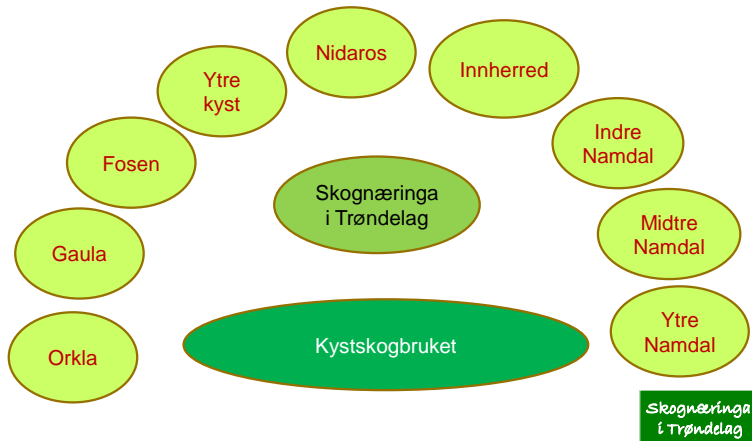 Nidaros
Innherred
Ytre
kyst
Indre
Namdal
Fosen
Skognæringa
i Trøndelag
Midtre
Namdal
Gaula
Ytre
Namdal
Kystskogbruket
Orkla
Skognæringa
i Trøndelag